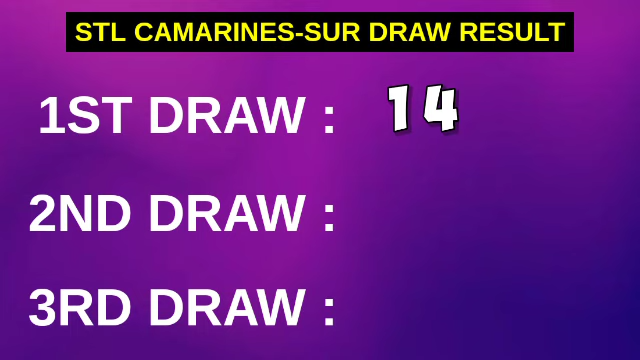 STL CAMARINES-SUR DRAW RESULT
1ST DRAW : 14
2ND DRAW :
3RD DRAW :